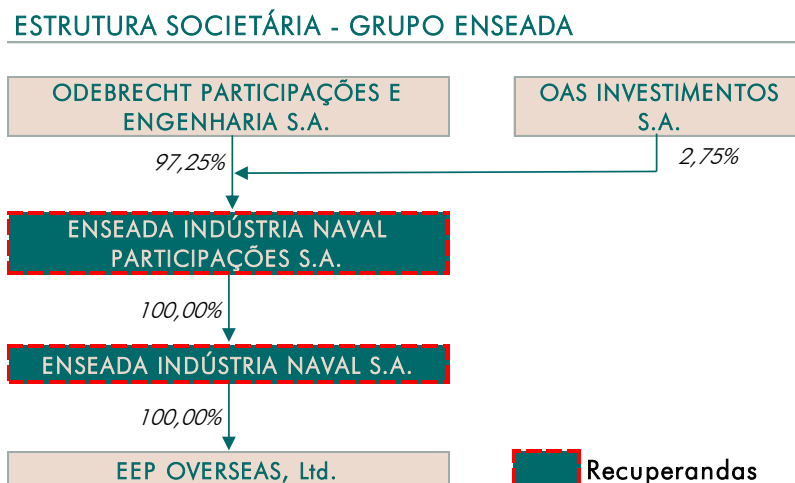 ESTRUTURA SOCIETÁRIA - GRUPO ENSEADA
ODEBRECHT PARTICIPAÇÕES E
ENGENHARIA S.A.
OAS INVESTIMENTOS
S.A.
97,25%
2,75%
ENSEADA INDÚSTRIA NAVAL
PARTICIPAÇÕES S.A.
100,00%
ENSEADA INDÚSTRIA NAVAL S.A.
100,00%
EEP OVERSEAS, Ltd.
Recuperandas